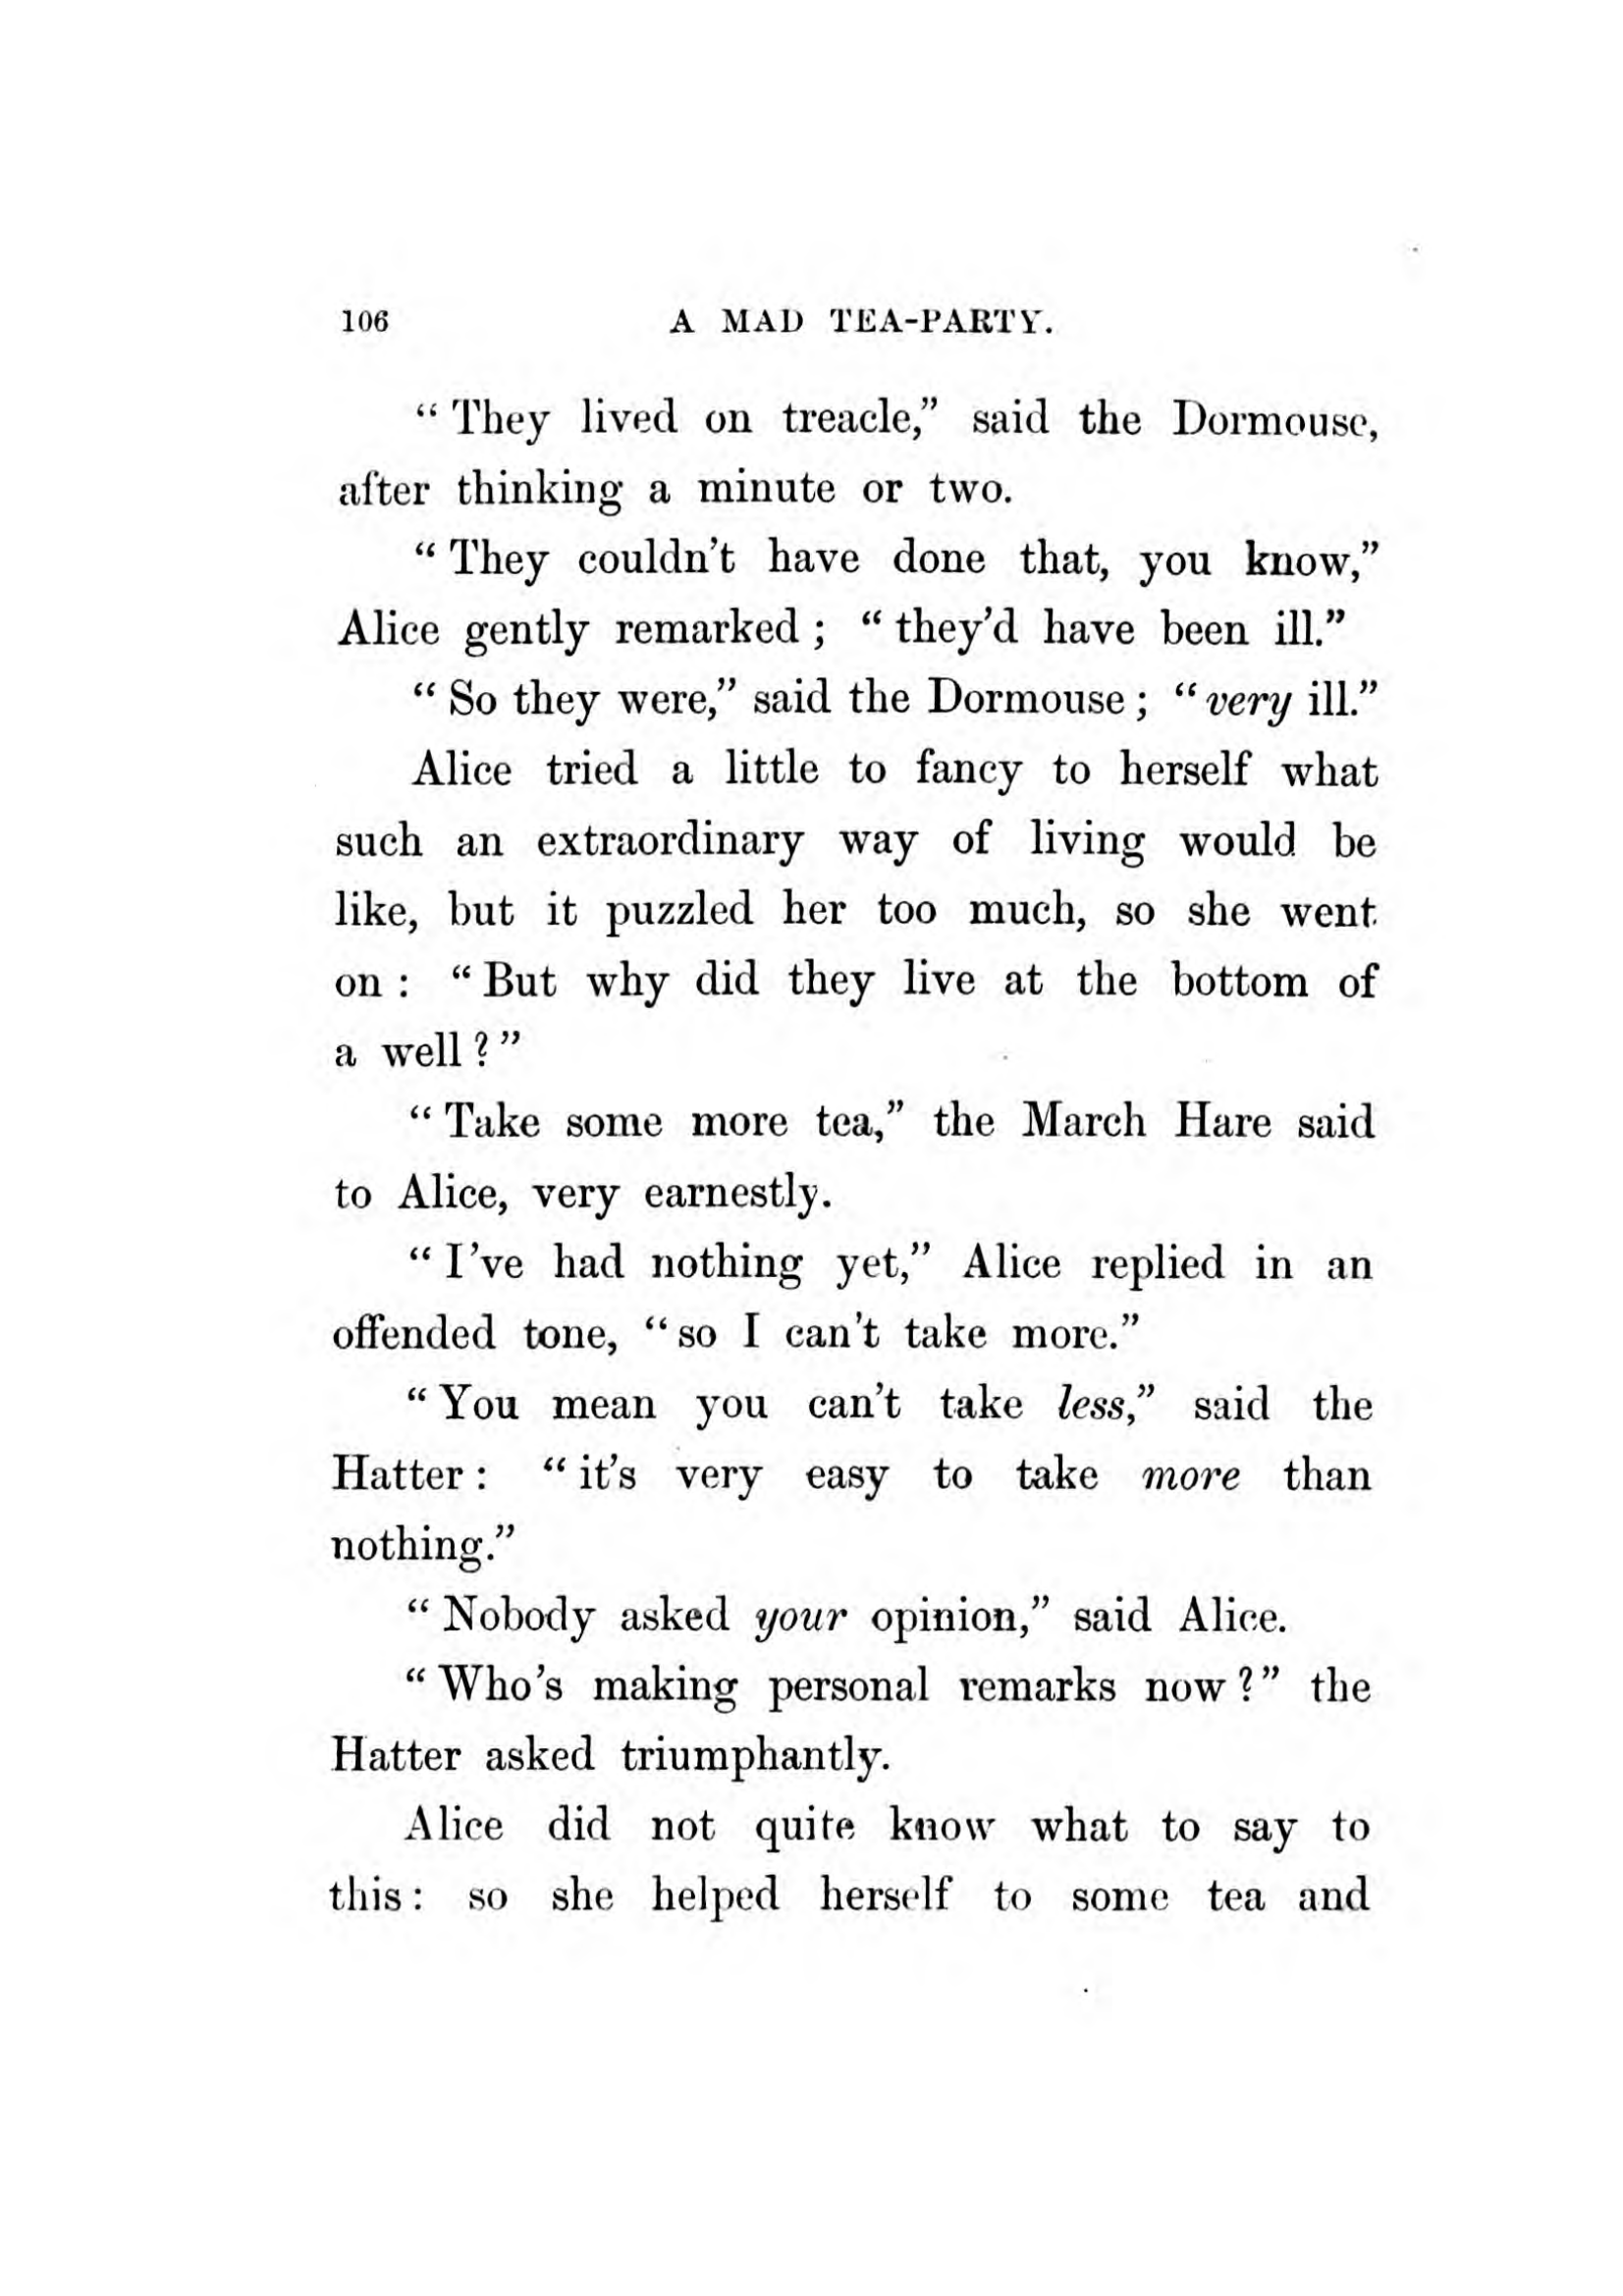 106 A MAD TEA-PARTY.
“They lived on treacle,” said the Dormouse,
after thinking a minute or two.
“They couldn’t have done that, you know,”
Alice gently remarked; “they’d have been ill.”
“So they were,” said the Dormouse; “very ill.”
Alice tried a little to fancy to herself what
such an extraordinary way of living would be
like, but it puzzled her too much, so she went
on: “But why did they live at the bottom of
a well?”
“Take some more tea,” the March Hare said
to Alice, very earnestly.
“I’ve had nothing yet,” Alice replied in an
offended tone, “so I can’t take more.”
“You mean you can’t take less,” said the
Hatter: “it’s very easy to take more than
nothing.”
“Nobody asked your opinion,” said Alice.
“Who’s making personal remarks now?” the
Hatter asked triumphantly.
Alice did not quite know what to say to
this: so she helped herself to some tea and